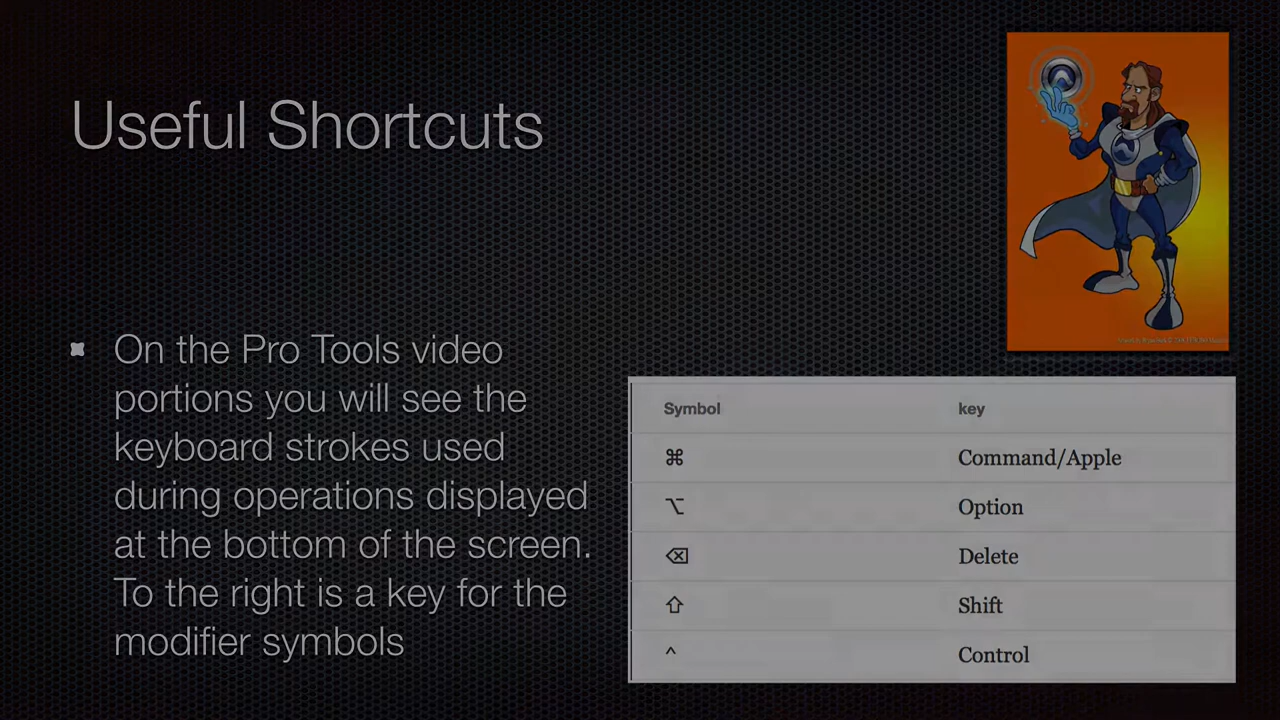 Useful Shortcuts
On the Pro Tools video
portions you will see the
keyboard strokes used
during operations displayed
at the bottom of the screen.
To the right is a key for the
modifier symbols
Symbol key
⌘ Command/Apple
⌥ Option
⌫ Delete
⇧ Shift
^ Control